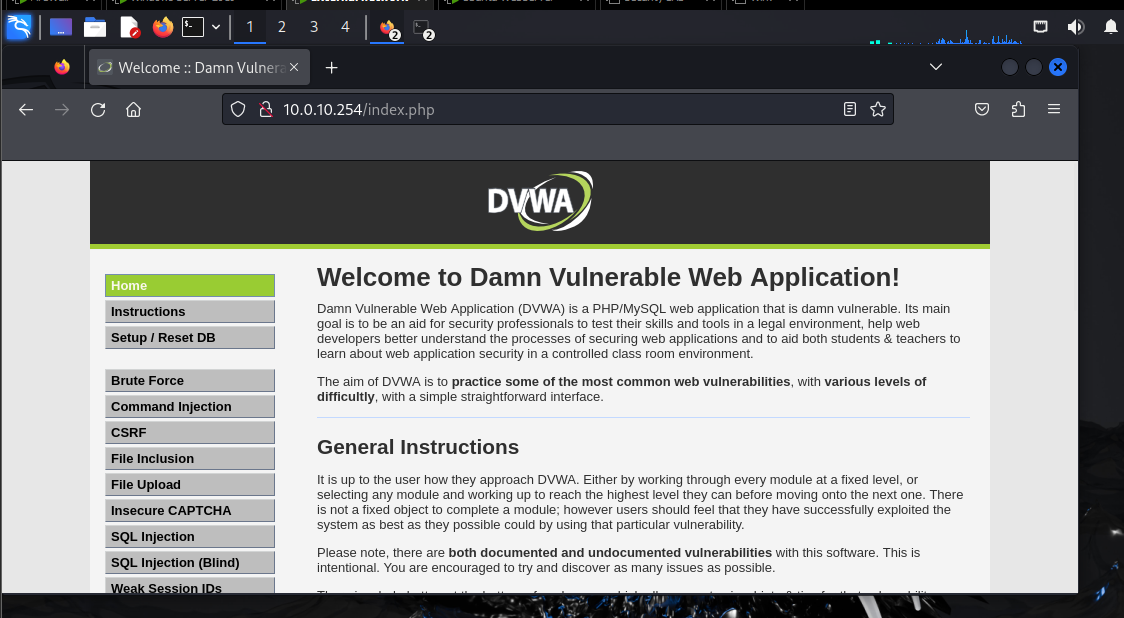 1 2 3 4
2
2
Welcome :: Damn Vulnera
10.0.10.254/index.php
DVWA
Home
Instructions
Setup / Reset DB
Brute Force
Command Injection
CSRF
File Inclusion
File Upload
Insecure CAPTCHA
SQL Injection
SQL Injection (Blind)
Weak Session IDs
Welcome to Damn Vulnerable Web Application!
Damn Vulnerable Web Application (DVWA) is a PHP/MySQL web application that is damn vulnerable. Its main
goal is to be an aid for security professionals to test their skills and tools in a legal environment, help web
developers better understand the processes of securing web applications and to aid both students & teachers to
learn about web application security in a controlled class room environment.
The aim of DVWA is to practice some of the most common web vulnerabilities, with various levels of
difficultly, with a simple straightforward interface.
General Instructions
It is up to the user how they approach DVWA. Either by working through every module at a fixed level, or
selecting any module and working up to reach the highest level they can before moving onto the next one. There
is not a fixed object to complete a module; however users should feel that they have successfully exploited the
system as best as they possible could by using that particular vulnerability.
Please note, there are both documented and undocumented vulnerabilities with this software. This is
intentional. You are encouraged to try and discover as many issues as possible.